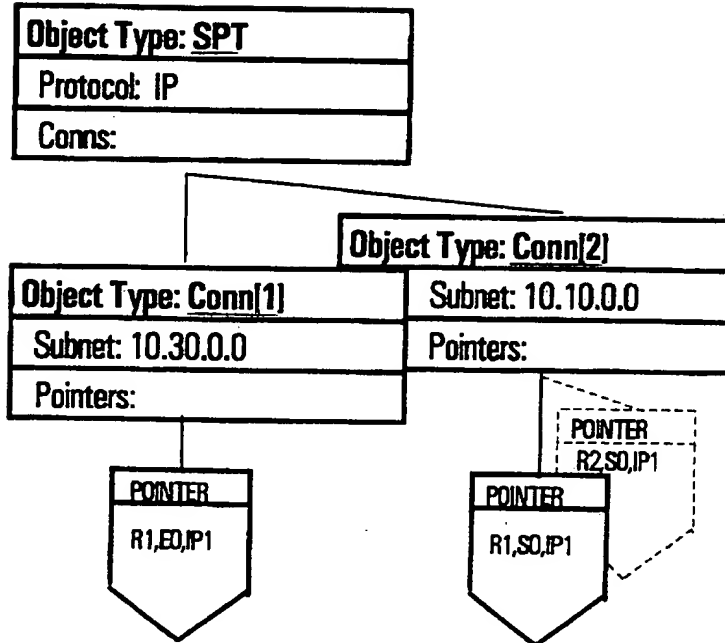 Object Type: SPT
Protocol: IP
Conns:
Object Type: Conn[2]
Subnet: 10.10.0.0
Pointers:
Object Type: Conn[1]
Subnet: 10.30.0.0
Pointers:
POINTER
R2,S0,IP1
POINTER
R1,E0,IP1
POINTER
R1,S0,IP1